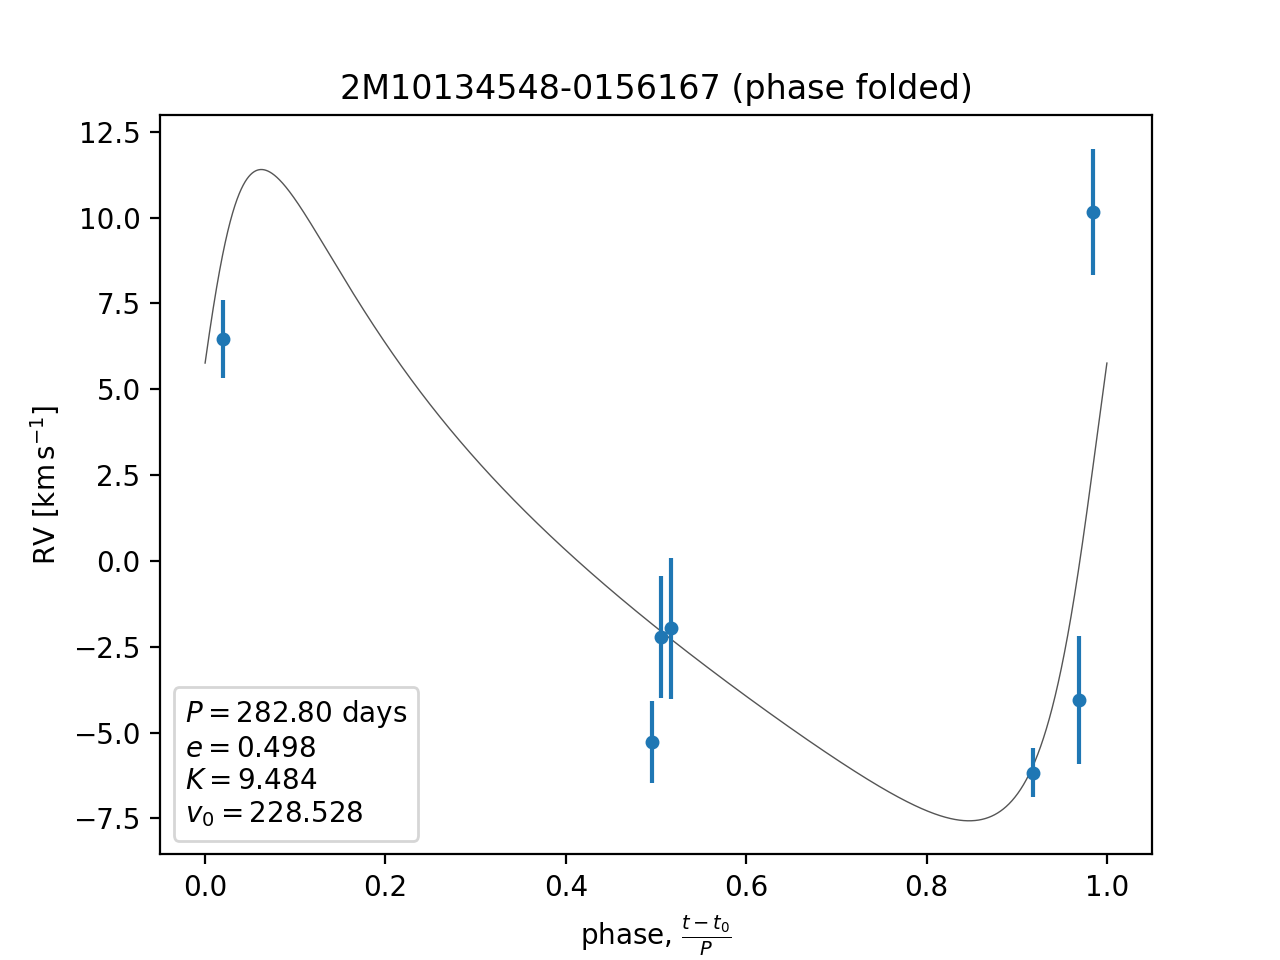 2M10134548-0156167 (phase folded)
12.5
10.0
7.5
5.0
2.5
0.0
−2.5
−5.0
−7.5
RV [km s⁻¹]
P = 282.80 days
e = 0.498
K = 9.484
v₀ = 228.528
0.0 0.2 0.4 0.6 0.8 1.0
phase, (t − t₀)/P